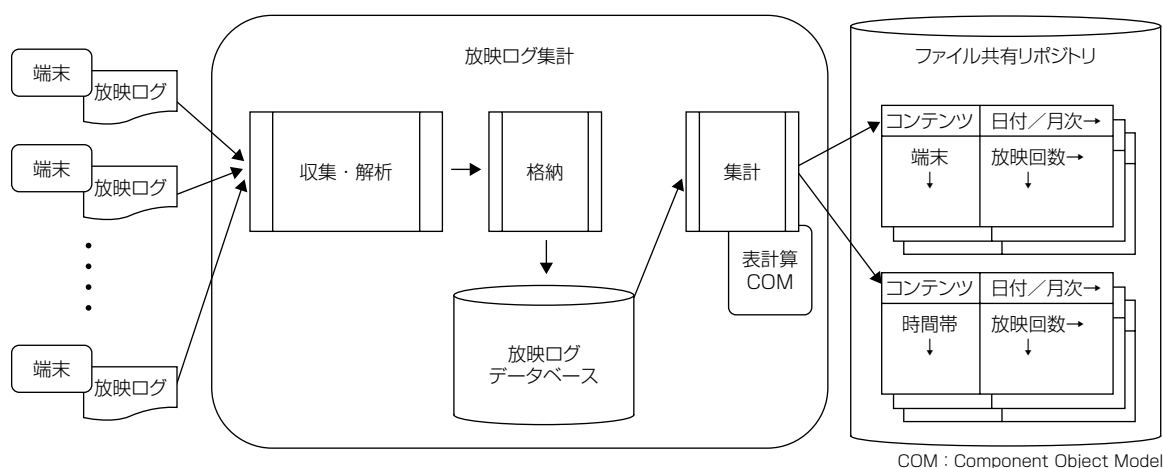 端末
放映ログ
端末
放映ログ
端末
放映ログ
放映ログ集計
収集・解析
格納
集計
表計算
COM
放映ログ
データベース
ファイル共有リポジトリ
コンテンツ 日付／月次→
端末 放映回数→
↓ ↓
コンテンツ 日付／月次→
時間帯 放映回数→
↓ ↓
COM：Component Object Model